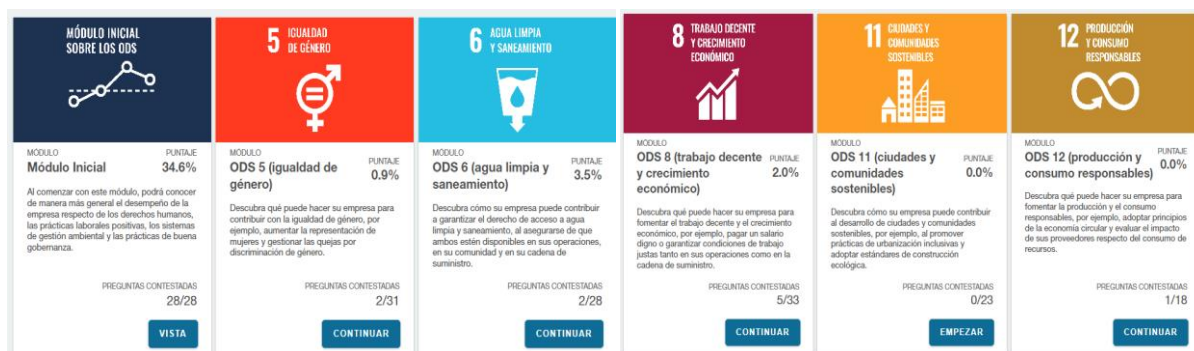 MÓDULO INICIAL
SOBRE LOS ODS
MÓDULO
PUNTAJE
Módulo Inicial
34.6%
Al comenzar con este módulo, podrá conocer
de manera más general el desempeño de la
empresa respecto de los derechos humanos,
las prácticas laborales positivas, los sistemas
de gestión ambiental y las prácticas de buena
gobernanza.
PREGUNTAS CONTESTADAS
28/28
VISTA
5 IGUALDAD
DE GÉNERO
MÓDULO
ODS 5 (igualdad de
género)
PUNTAJE
0.9%
Descubra qué puede hacer su empresa para
contribuir con la igualdad de género, por
ejemplo, aumentar la representación de
mujeres y gestionar las quejas por
discriminación de género.
PREGUNTAS CONTESTADAS
2/31
CONTINUAR
6 AGUA LIMPIA
Y SANEAMIENTO
MÓDULO
ODS 6 (agua limpia y
saneamiento)
PUNTAJE
3.5%
Descubra cómo su empresa puede contribuir
a garantizar el derecho de acceso a agua
limpia y saneamiento, al asegurarse de que
ambos estén disponibles en sus operaciones,
en su comunidad y en su cadena de
suministro.
PREGUNTAS CONTESTADAS
2/28
CONTINUAR
8 TRABAJO DECENTE
Y CRECIMIENTO
ECONÓMICO
MÓDULO
ODS 8 (trabajo decente
y crecimiento
económico)
PUNTAJE
2.0%
Descubra qué puede hacer su empresa para
fomentar el trabajo decente y el crecimiento
económico, por ejemplo, pagar un salario
digno o garantizar condiciones de trabajo
justas tanto en sus operaciones como en la
cadena de suministro.
PREGUNTAS CONTESTADAS
5/33
CONTINUAR
11 CIUDADES Y
COMUNIDADES
SOSTENIBLES
MÓDULO
ODS 11 (ciudades y
comunidades
sostenibles)
PUNTAJE
0.0%
Descubra cómo su empresa puede contribuir
al desarrollo de ciudades y comunidades
sostenibles, por ejemplo, al promover
prácticas de urbanización inclusivas y
adoptar estándares de construcción
ecológica.
PREGUNTAS CONTESTADAS
0/23
EMPEZAR
12 PRODUCCIÓN
Y CONSUMO
RESPONSABLES
MÓDULO
ODS 12 (producción y
consumo responsables)
PUNTAJE
0.0%
Descubra qué puede hacer su empresa para
fomentar la producción y el consumo
responsables, por ejemplo, adoptar principios
de la economía circular y evaluar el impacto
de sus proveedores respecto del consumo de
recursos.
PREGUNTAS CONTESTADAS
1/18
CONTINUAR